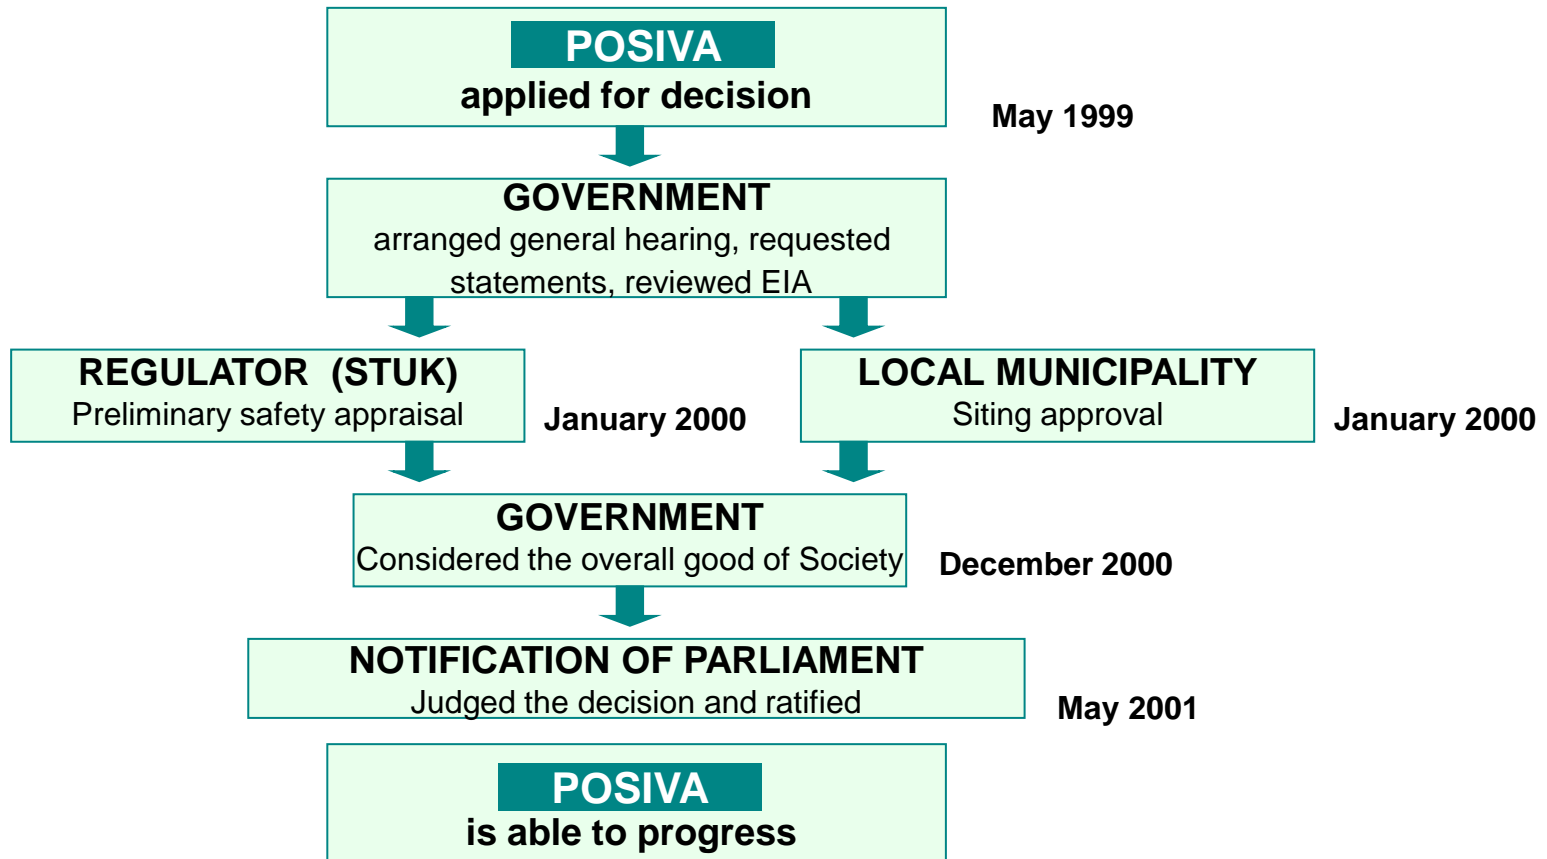 POSIVA
applied for decision
May 1999
GOVERNMENT
arranged general hearing, requested
statements, reviewed EIA
REGULATOR (STUK)
Preliminary safety appraisal
January 2000
LOCAL MUNICIPALITY
Siting approval
January 2000
GOVERNMENT
Considered the overall good of Society
December 2000
NOTIFICATION OF PARLIAMENT
Judged the decision and ratified
May 2001
POSIVA
is able to progress